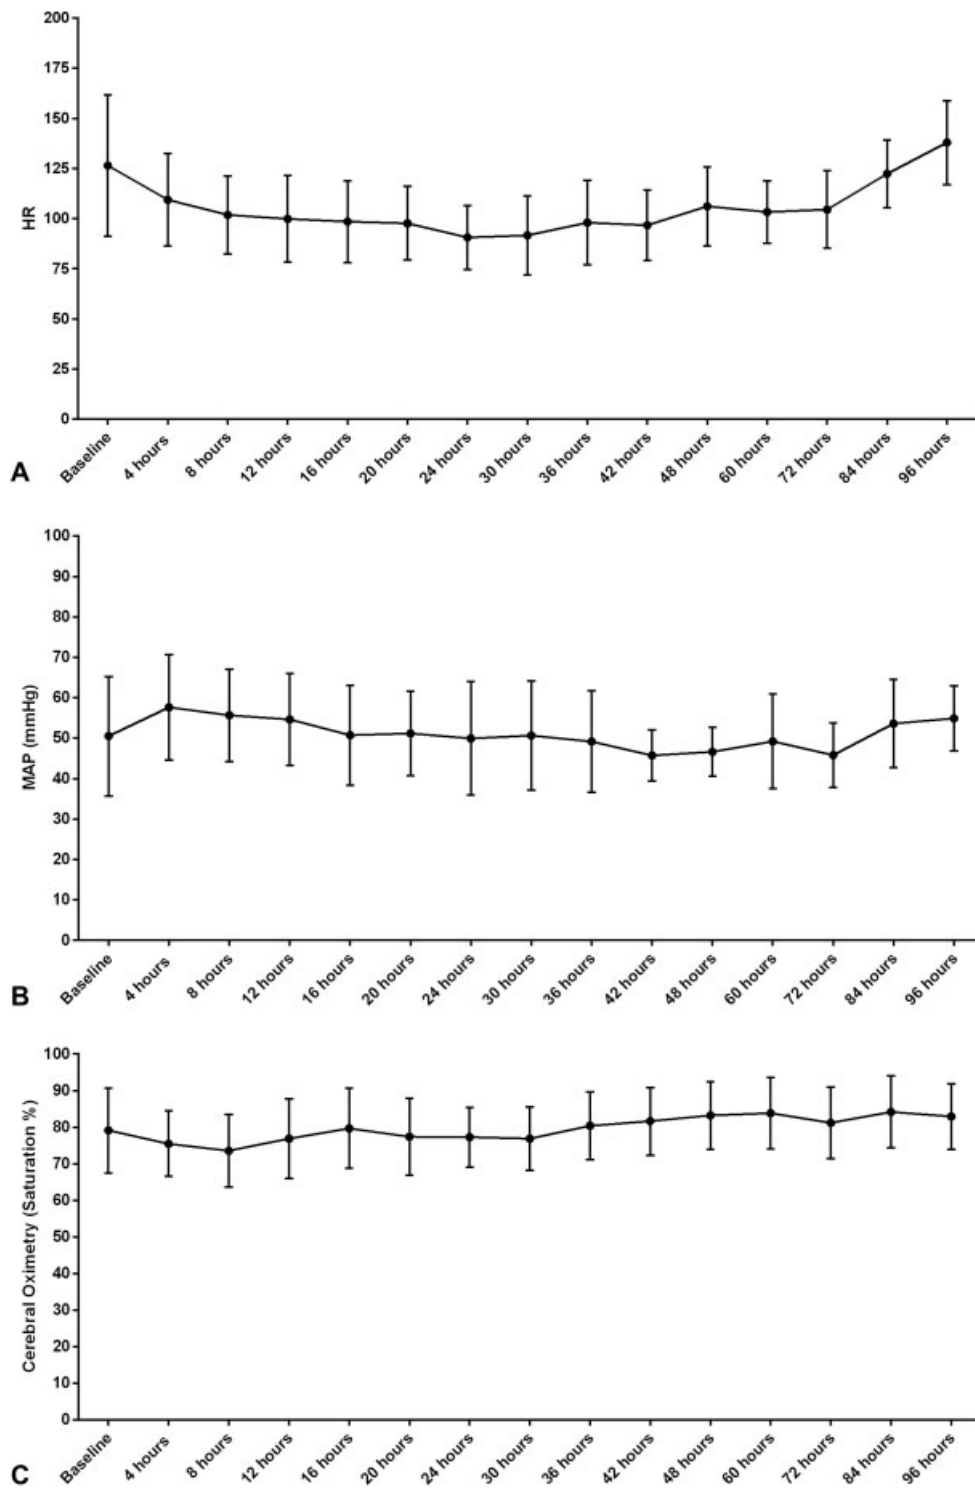 200
175
150
125
100
75
50
25
0
HR
Baseline
4 hours
8 hours
12 hours
16 hours
20 hours
24 hours
30 hours
36 hours
42 hours
48 hours
60 hours
72 hours
84 hours
96 hours
A
100
90
80
70
60
50
40
30
20
10
0
MAP (mmHg)
Baseline
4 hours
8 hours
12 hours
16 hours
20 hours
24 hours
30 hours
36 hours
42 hours
48 hours
60 hours
72 hours
84 hours
96 hours
B
100
90
80
70
60
50
40
30
20
10
0
Cerebral Oximetry (Saturation %)
Baseline
4 hours
8 hours
12 hours
16 hours
20 hours
24 hours
30 hours
36 hours
42 hours
48 hours
60 hours
72 hours
84 hours
96 hours
C